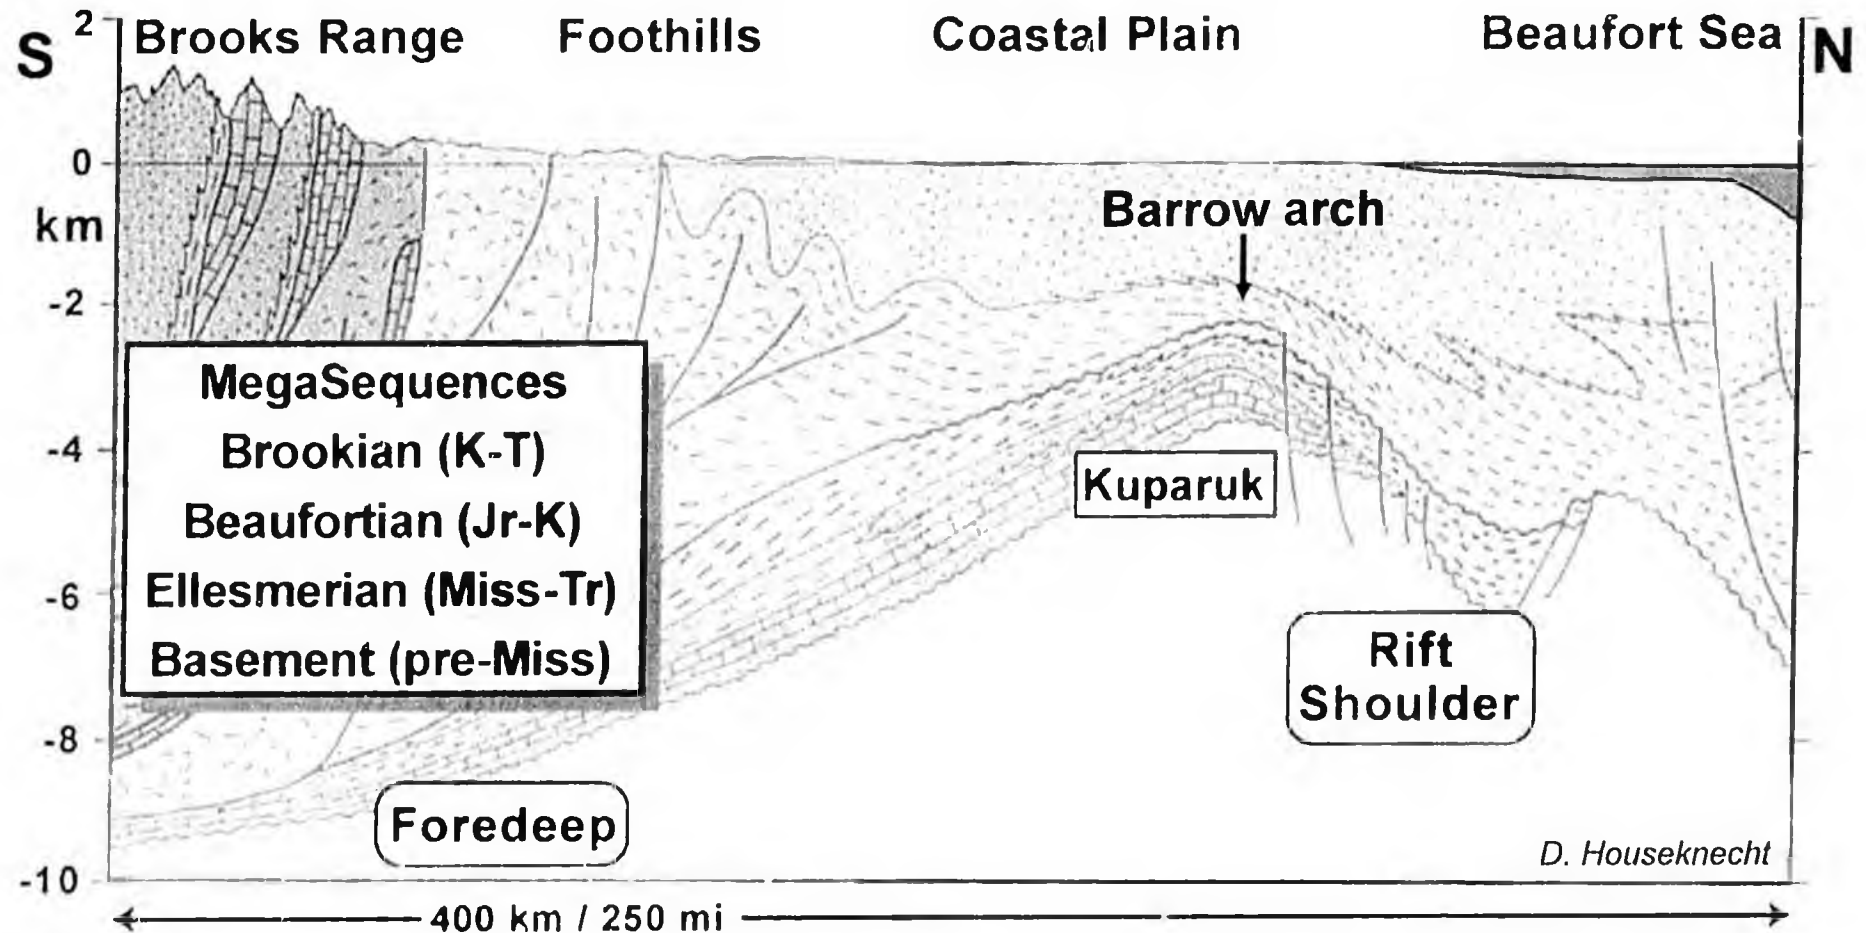 S
N
2
0
km
-2
-4
-6
-8
-10
Brooks Range
Foothills
Coastal Plain
Beaufort Sea
Barrow arch
MegaSequences
Brookian (K-T)
Beaufortian (Jr-K)
Ellesmerian (Miss-Tr)
Basement (pre-Miss)
Kuparuk
Rift
Shoulder
Foredeep
D. Houseknecht
400 km / 250 mi